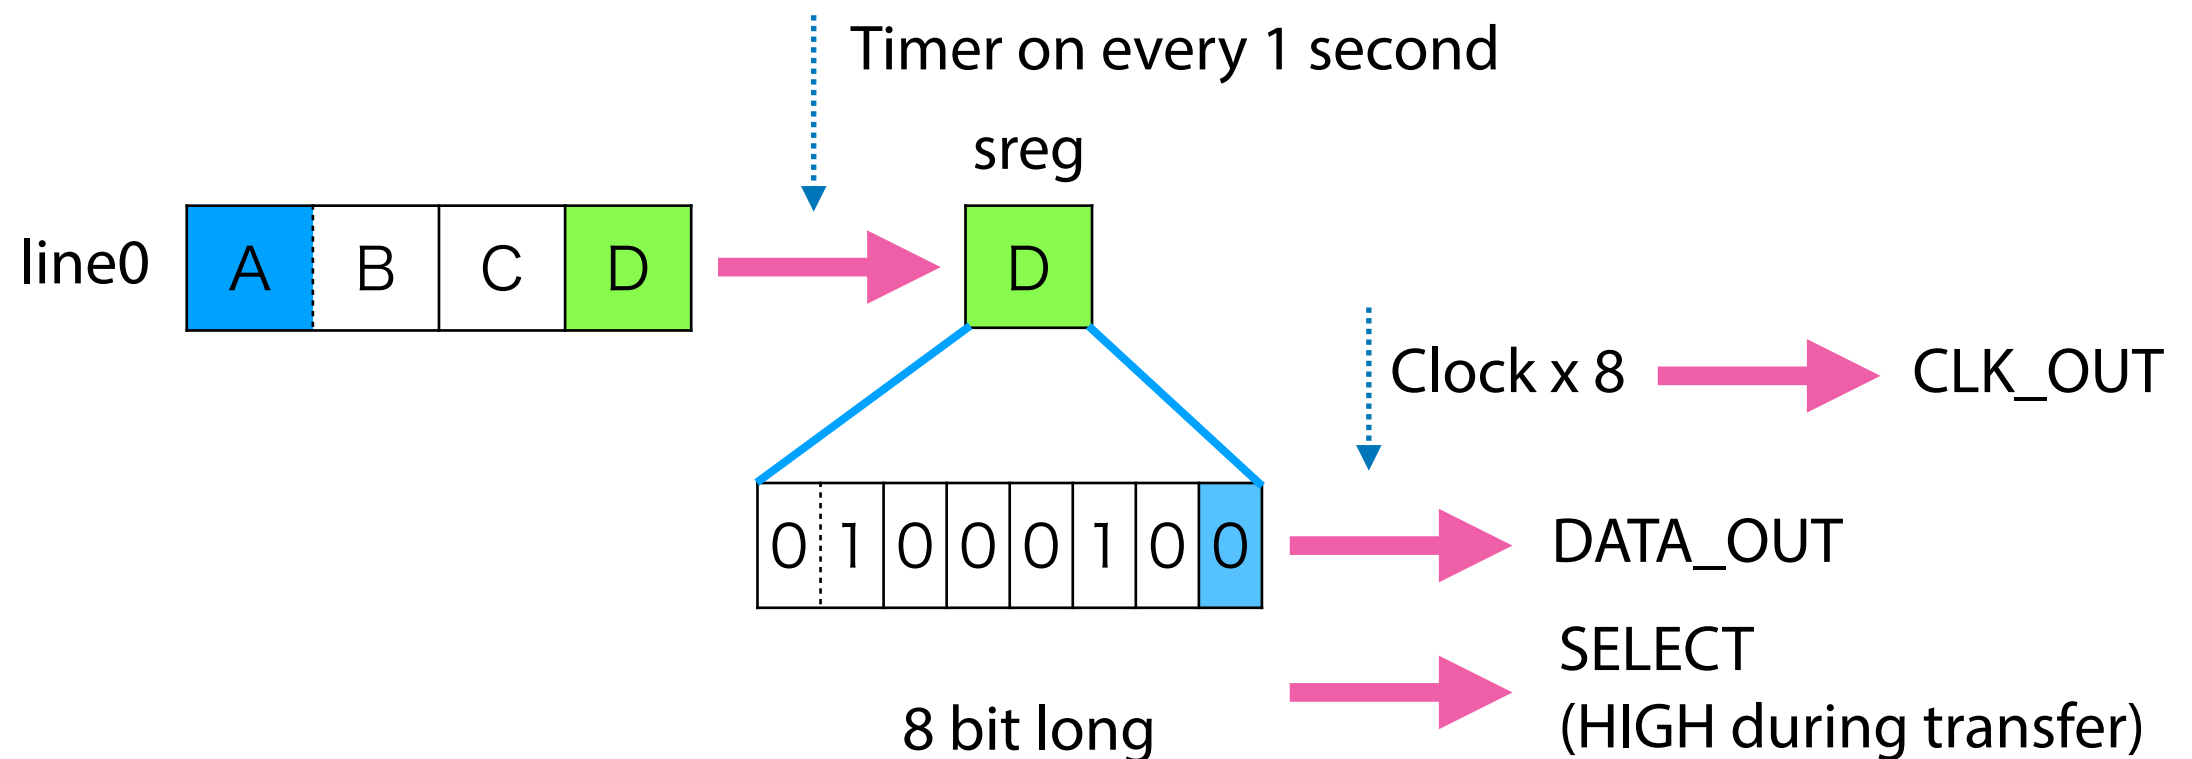 Timer on every 1 second
sreg
line0 A B C D D
Clock x 8 CLK_OUT
0 1 0 0 0 1 0 0 DATA_OUT
SELECT
8 bit long (HIGH during transfer)